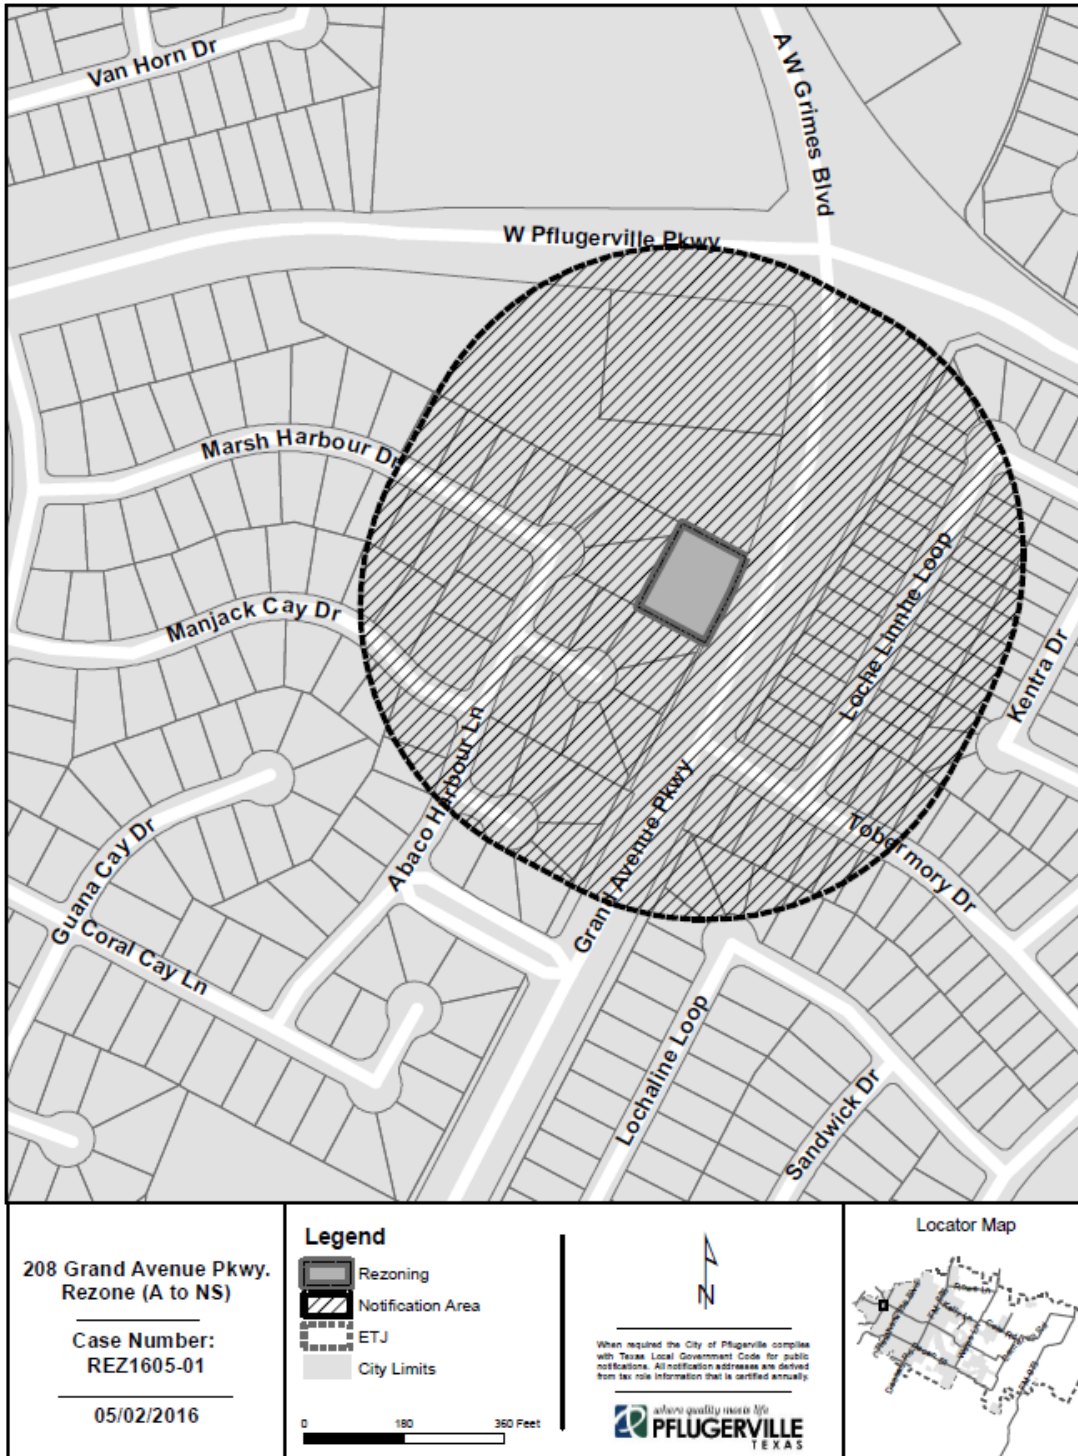 Van Horn Dr
A W Grimes Blvd
W Pflugerville Pkwy
Marsh Harbour Dr
Manjack Cay Dr
Loche Linnhe Loop
Kentra Dr
Abaco Harbour Ln
Grand Avenue Pkwy
Tobermory Dr
Guana Cay Dr
Coral Cay Ln
Lochaline Loop
Sandwick Dr
208 Grand Avenue Pkwy.
Rezone (A to NS)
Case Number:
REZ1605-01
05/02/2016
Legend
Rezoning
Notification Area
ETJ
City Limits
0 180 360 Feet
N
When required the City of Pflugerville complies
with Texas Local Government Code for public
notifications. All notification addresses are derived
from tax role information that is certified annually.
where quality meets life
PFLUGERVILLE
TEXAS
Locator Map